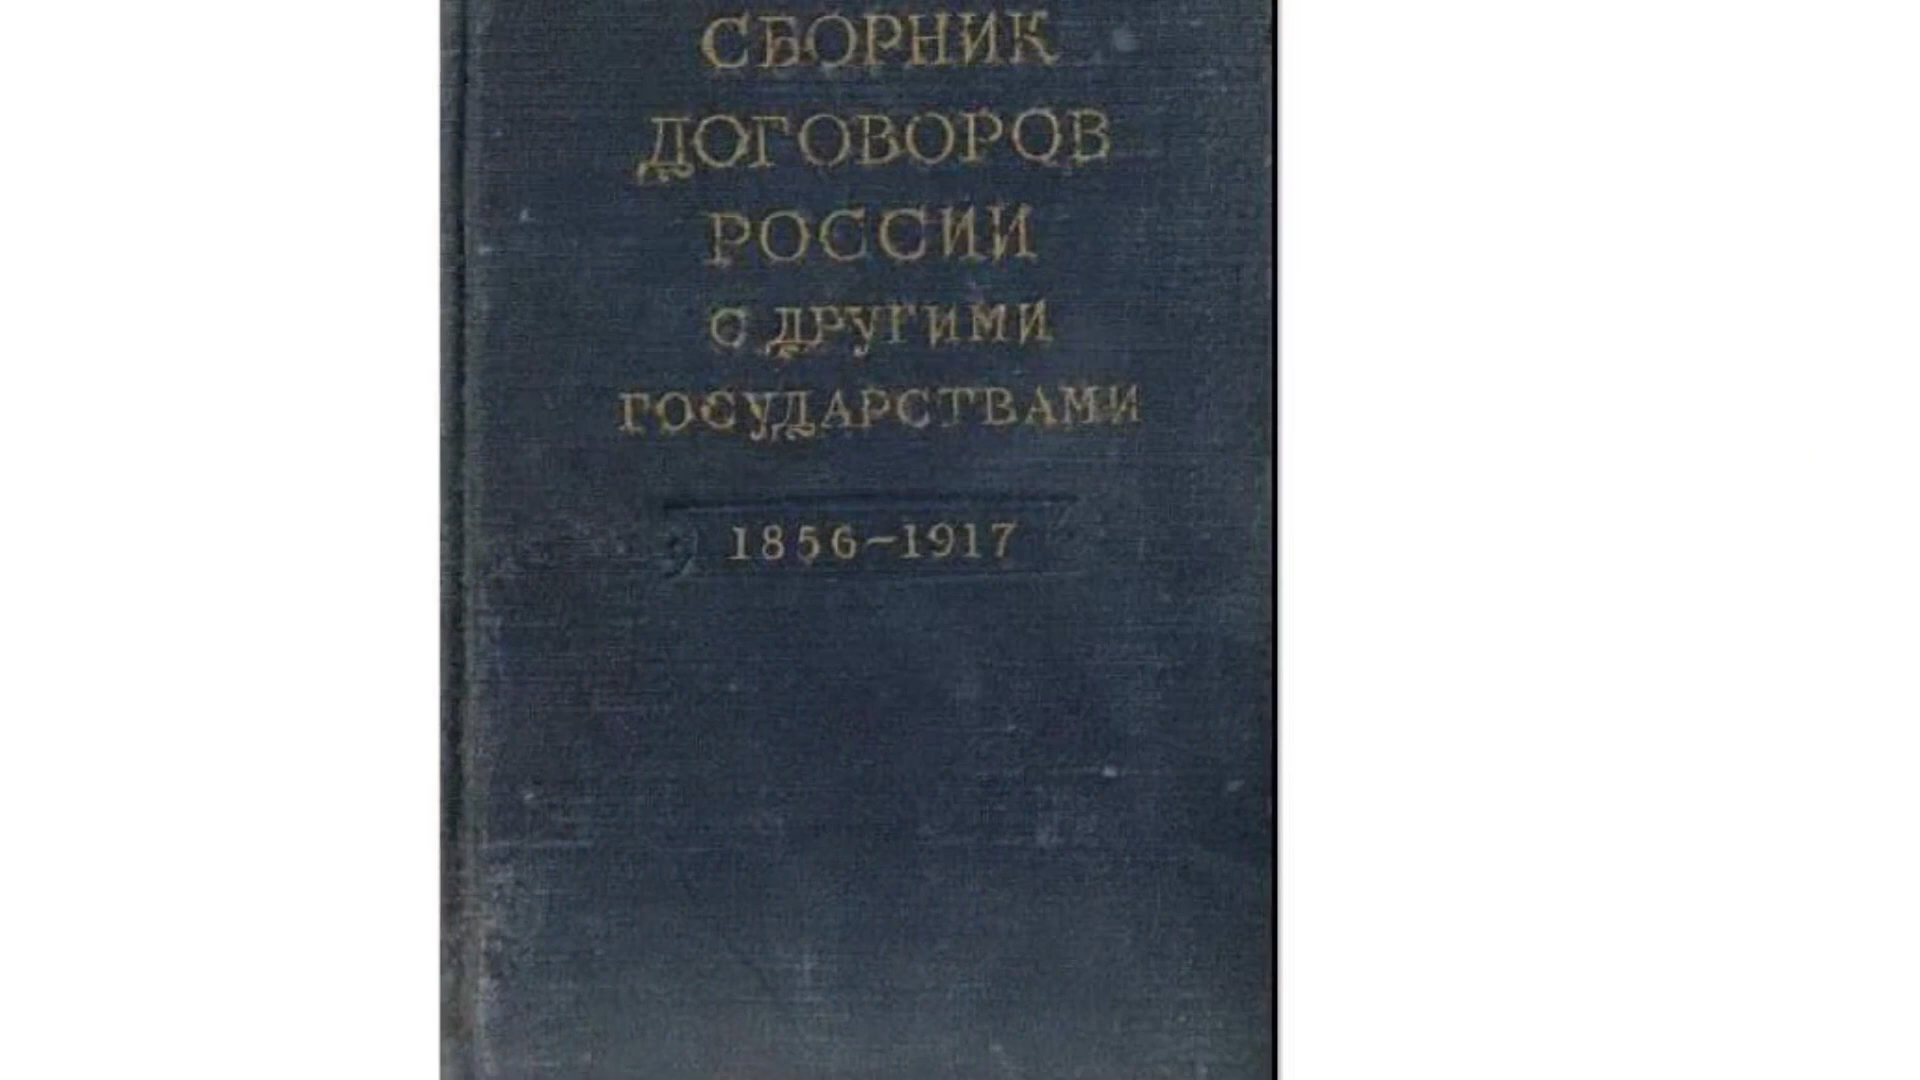 СБОРНИК
ДОГОВОРОВ
РОССИИ
С ДРУГИМИ
ГОСУДАРСТВАМИ
1856–1917